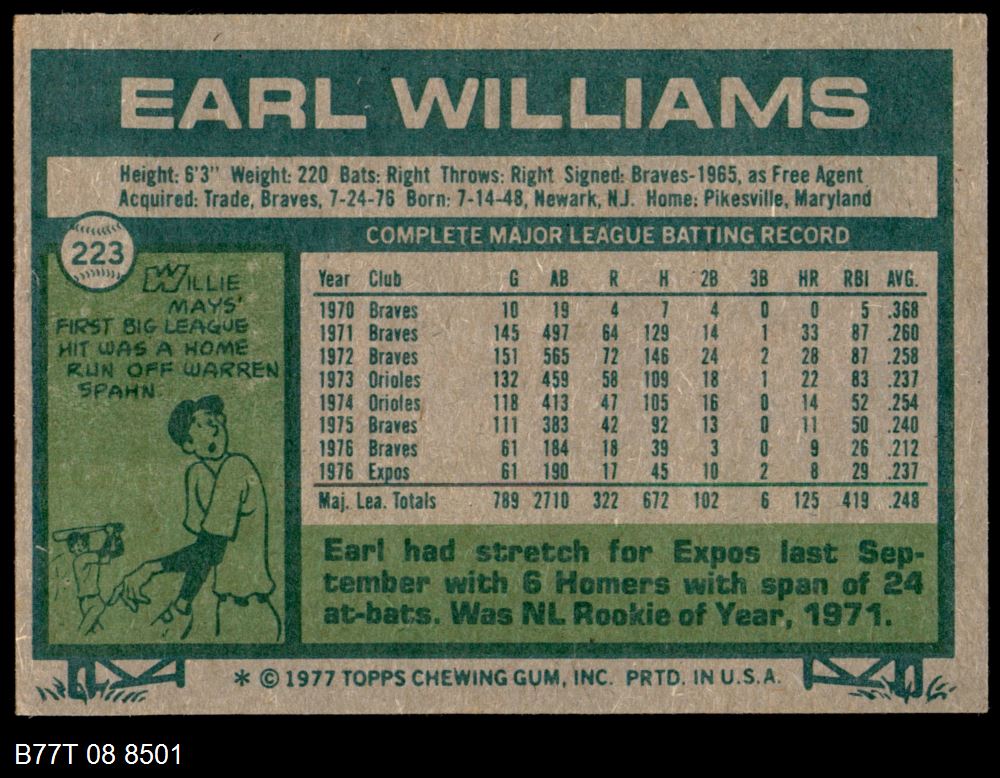 EARL WILLIAMS
Height: 6'3" Weight: 220 Bats: Right Throws: Right Signed: Braves-1965, as Free Agent
Acquired: Trade, Braves, 7-24-76 Born: 7-14-48, Newark, N.J. Home: Pikesville, Maryland
223
WILLIE
MAYS'
FIRST BIG LEAGUE
HIT WAS A HOME
RUN OFF WARREN
SPAHN.
COMPLETE MAJOR LEAGUE BATTING RECORD
Year Club G AB R H 2B 3B HR RBI AVG.
1970 Braves 10 19 4 7 4 0 0 5 .368
1971 Braves 145 497 64 129 14 1 33 87 .260
1972 Braves 151 565 72 146 24 2 28 87 .258
1973 Orioles 132 459 58 109 18 1 22 83 .237
1974 Orioles 118 413 47 105 16 0 14 52 .254
1975 Braves 111 383 42 92 13 0 11 50 .240
1976 Braves 61 184 18 39 3 0 9 26 .212
1976 Expos 61 190 17 45 10 2 8 29 .237
Maj. Lea. Totals 789 2710 322 672 102 6 125 419 .248
Earl had stretch for Expos last Sep-
tember with 6 Homers with span of 24
at-bats. Was NL Rookie of Year, 1971.
* © 1977 TOPPS CHEWING GUM, INC. PRTD. IN U.S.A.
B77T 08 8501